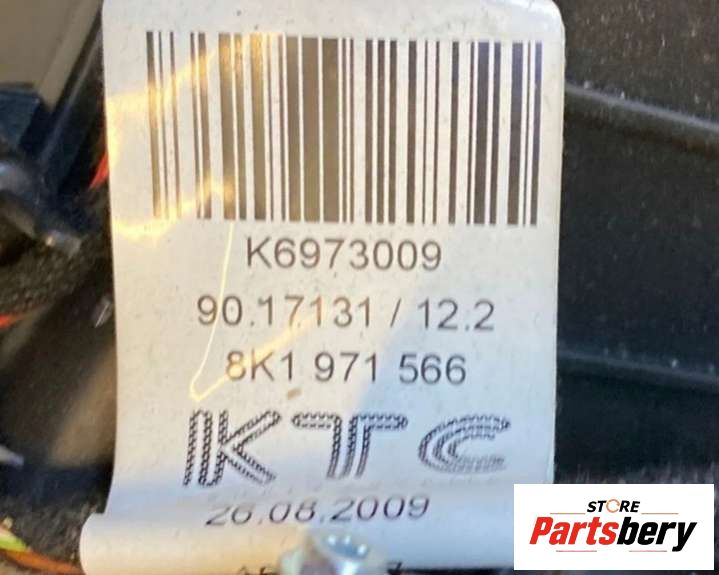 K6973009
90.17131 / 12.2
8K1 971 566
KTC
26.08.2009
STORE
Partsbery